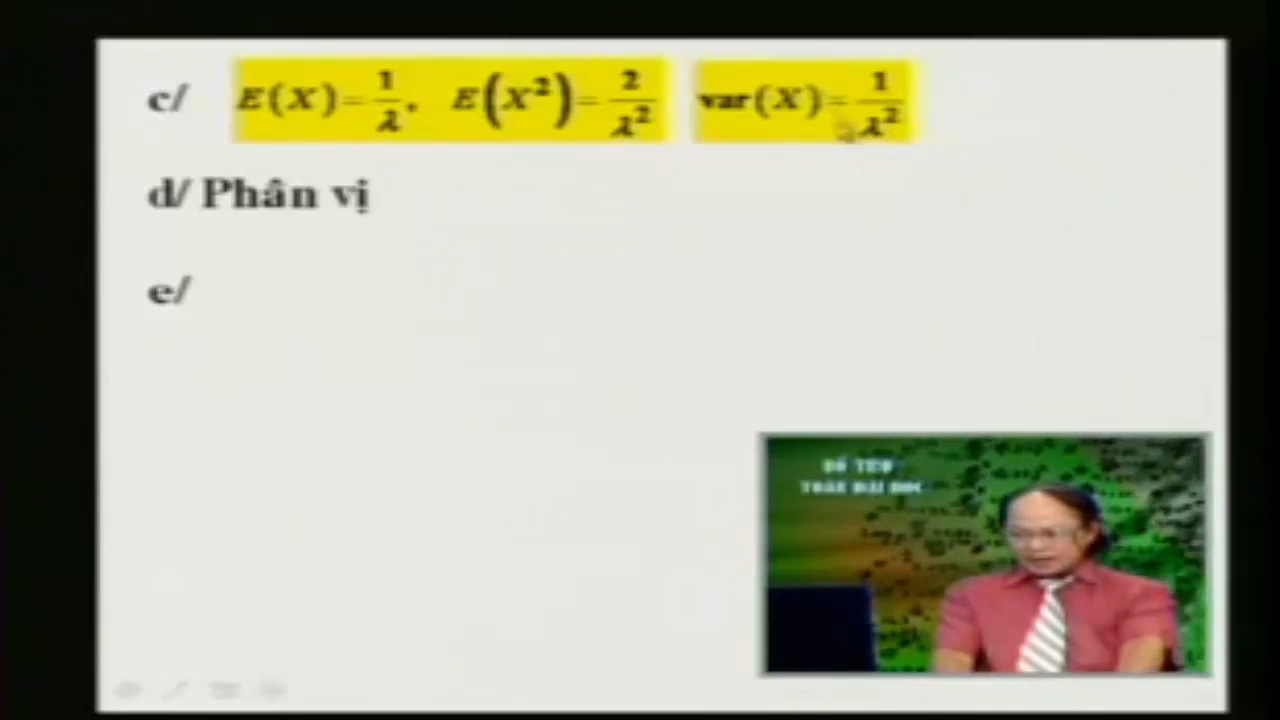 c/ E(X)=1/λ, E(X²)=2/λ² var(X)=1/λ²
d/ Phân vị
e/